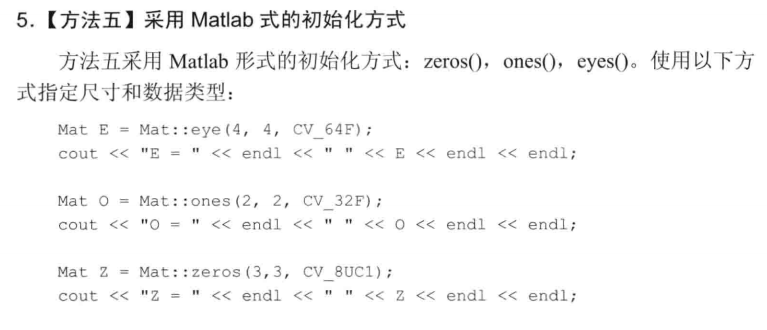 5.【方法五】采用 Matlab 式的初始化方式
方法五采用 Matlab 形式的初始化方式：zeros()，ones()，eyes()。使用以下方
式指定尺寸和数据类型：
Mat E = Mat::eye(4, 4, CV_64F);
cout << "E = " << endl << " " << E << endl << endl;
Mat O = Mat::ones(2, 2, CV_32F);
cout << "O = " << endl << " " << O << endl << endl;
Mat Z = Mat::zeros(3,3, CV_8UC1);
cout << "Z = " << endl << " " << Z << endl << endl;